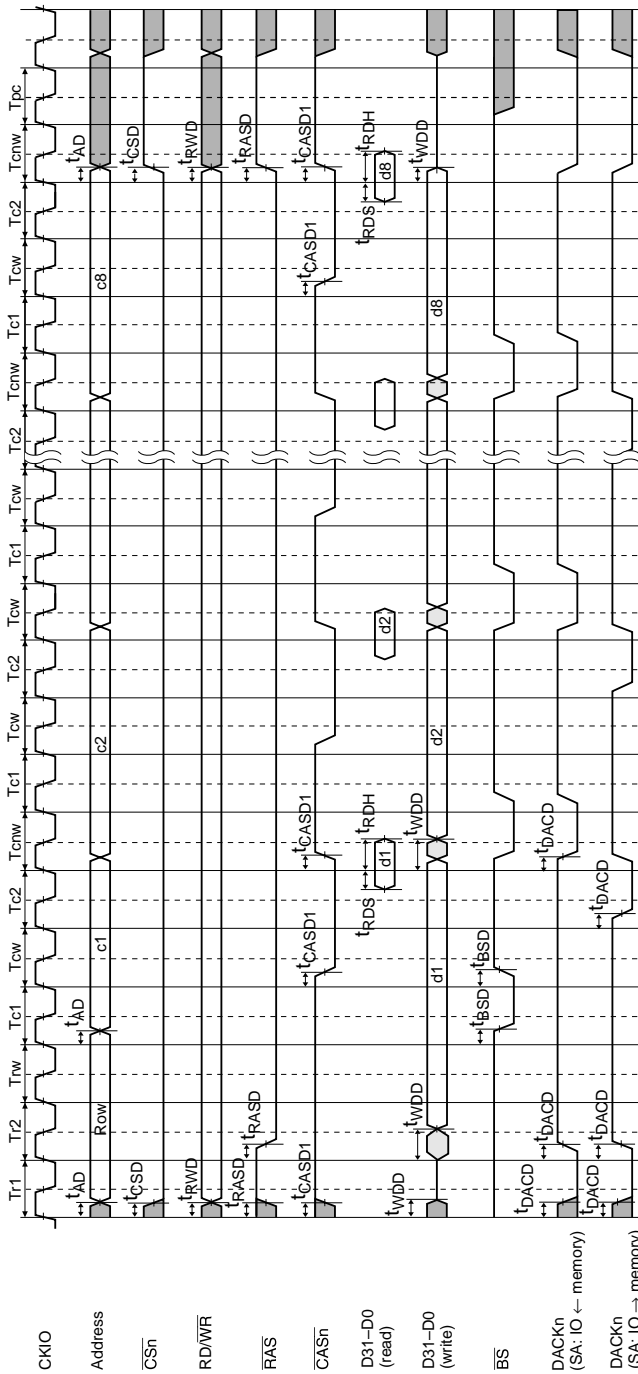 Tr1 Tr2 Trw Tc1 Tcw Tc2 Tcnw Tc1 Tcw Tc2 Tcw Tc1 Tcw Tc2 Tcnw Tc1 Tcw Tc2 Tcnw Tpc
CKIO
tAD tAD tAD
Address Row c1 c2 c8
tCSD tCSD
CSn
tRWD tRWD
RD/WR
tRASD tRASD tRASD
RAS
tCASD1 tCASD1 tCASD1 tCASD1 tCASD1
CASn
D31–D0
(read)
d1 d2 d8
tRDS tRDH tRDS tRDH
tWDD tWDD tWDD tWDD
D31–D0
(write)
d1 d2 d8
tBSD tBSD
BS
tDACD tDACD tDACD
DACKn
(SA: IO ← memory)
tDACD tDACD tDACD
DACKn
(SA: IO → memory)